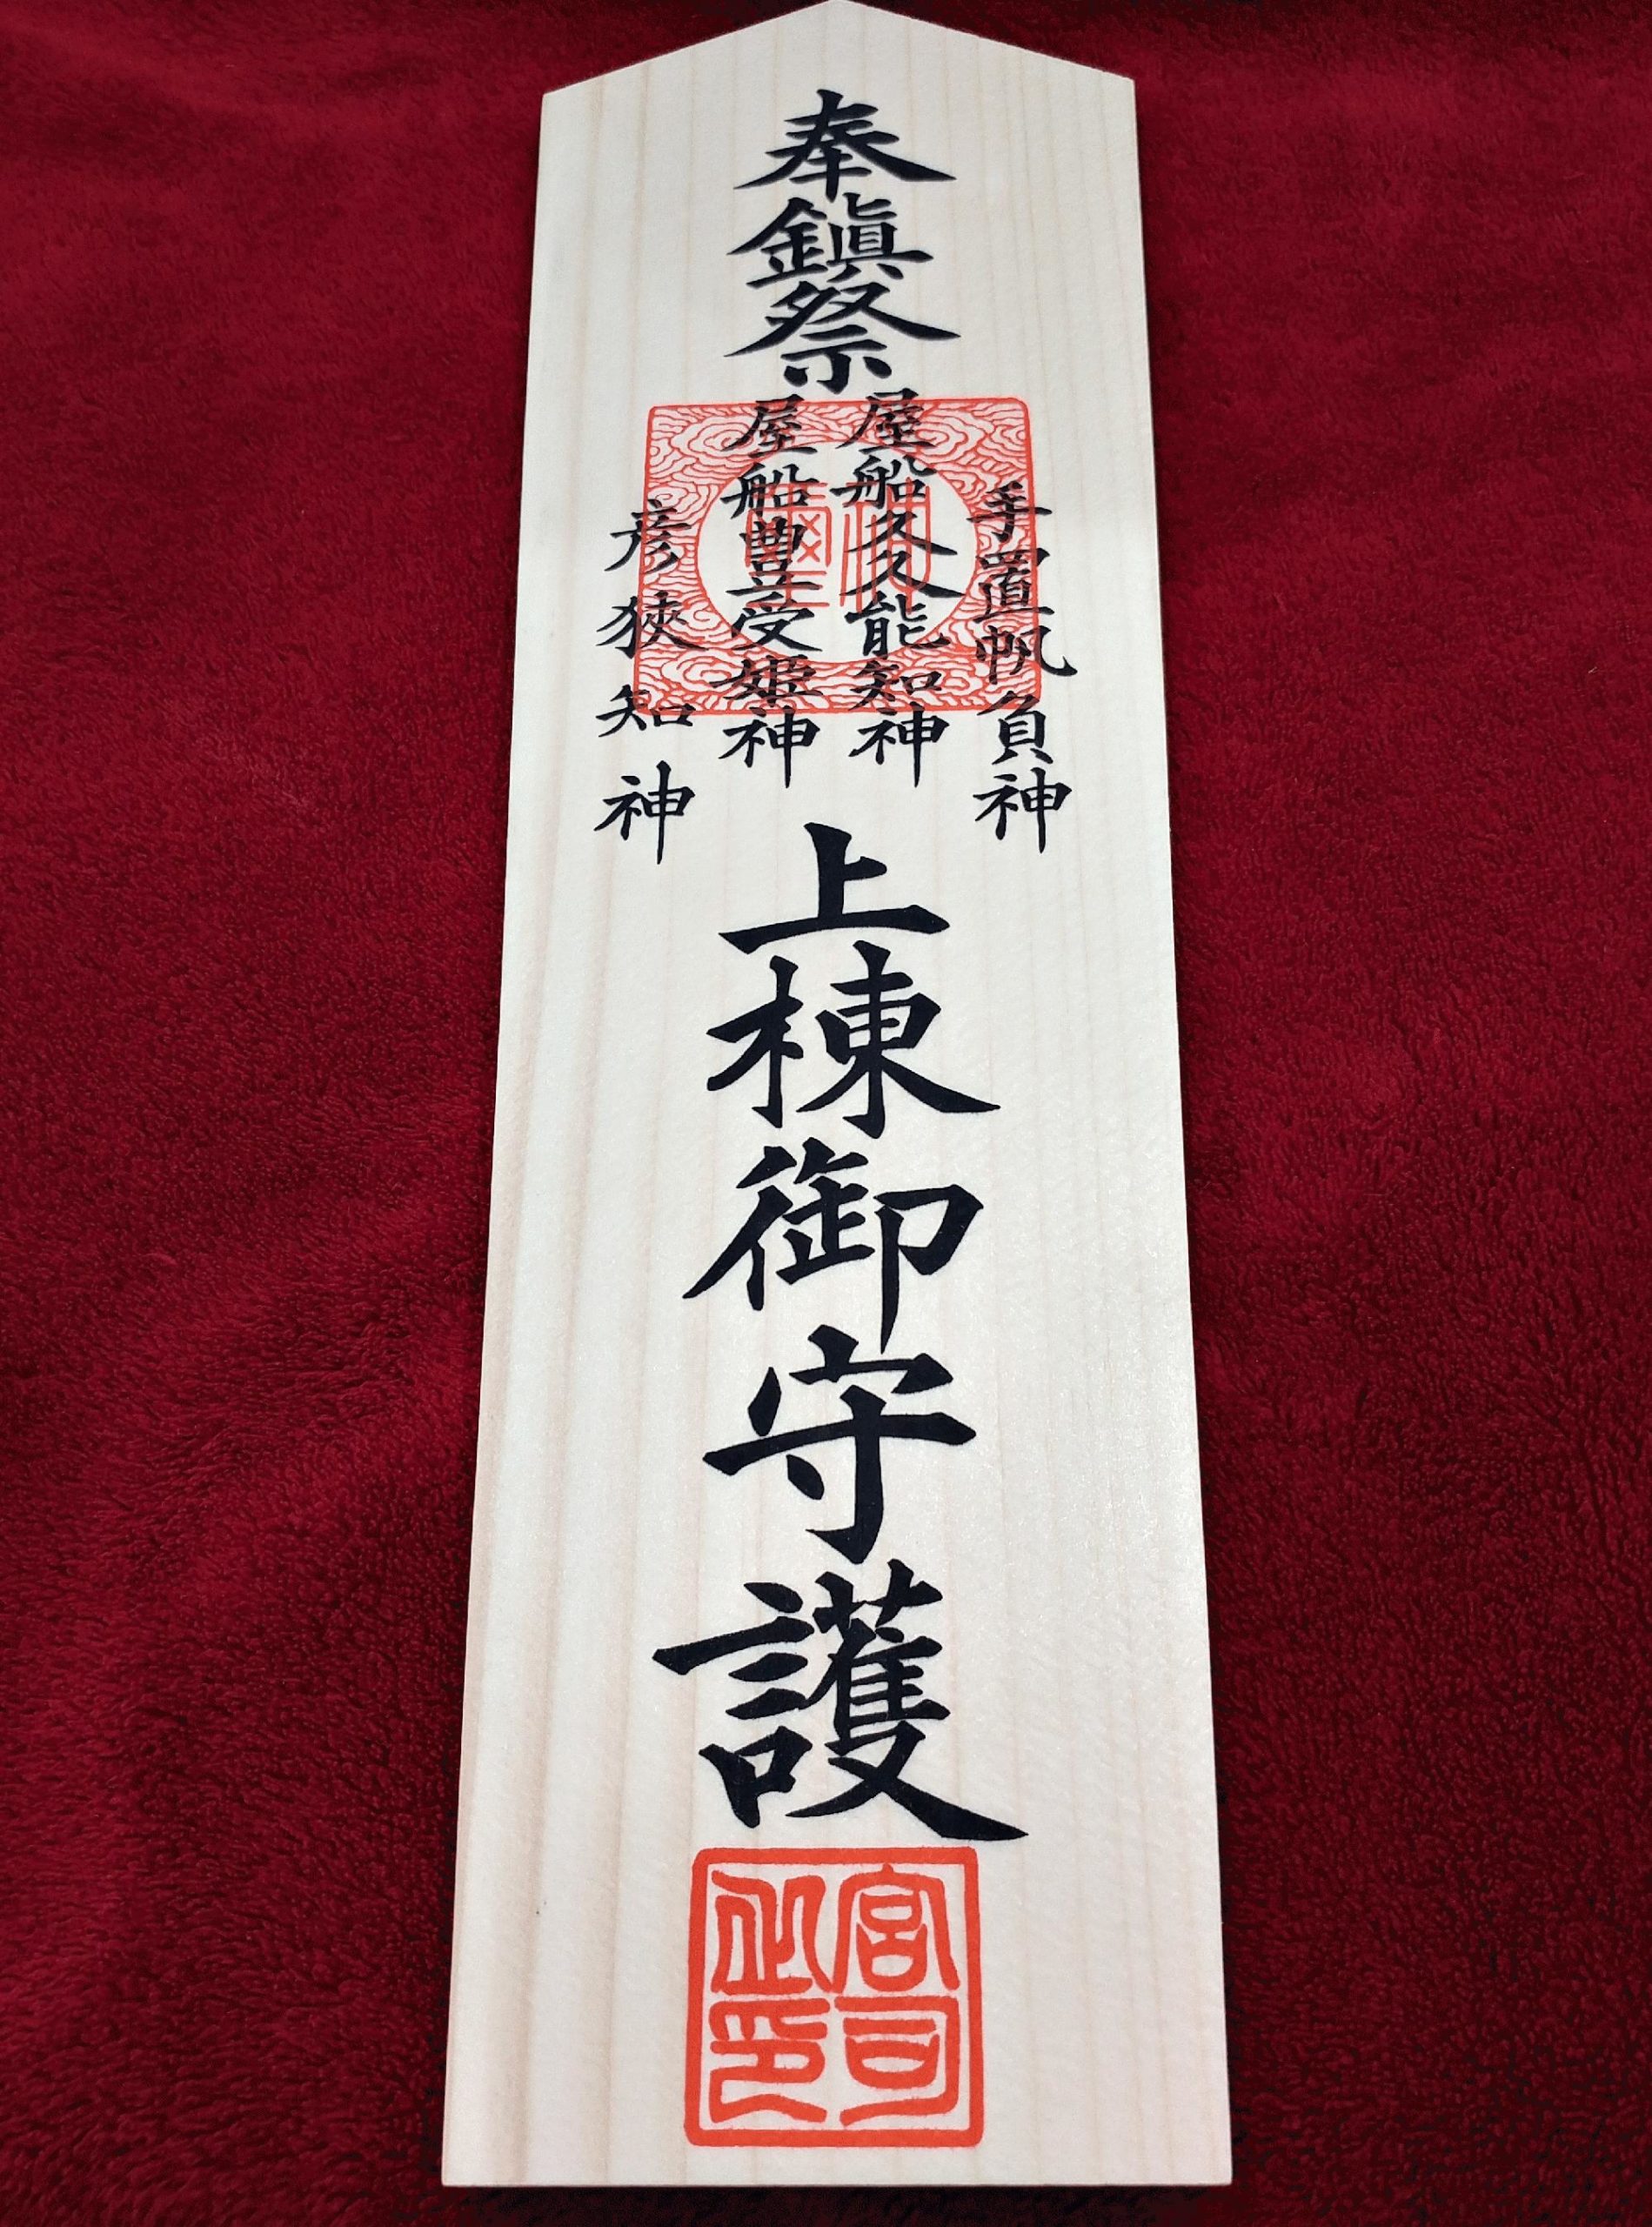 奉鎭祭
手置帆負神
屋船久久能知神
屋船豊受姫神
彦狹知神
上棟御守護
宮司
之印